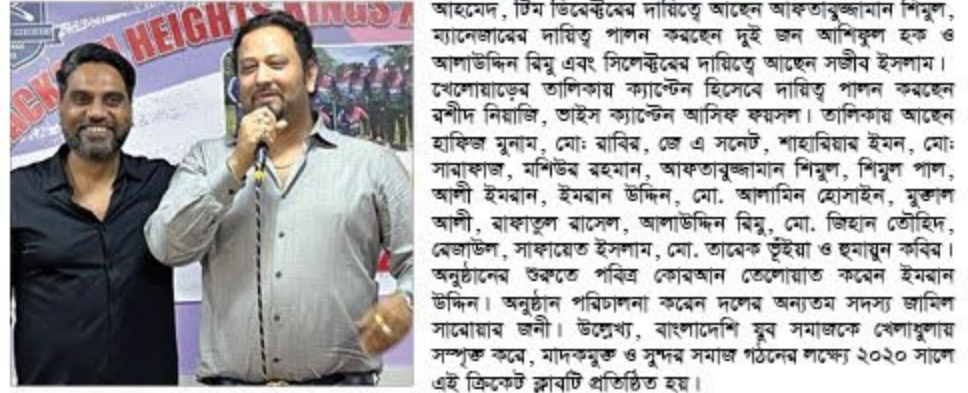 JACKSON HEIGHTS KINGS
আহমেদ, টিম ডিরেক্টরের দায়িত্বে আছেন আফতাবুজ্জামান শিমুল,
ম্যানেজারের দায়িত্ব পালন করছেন দুই জন আশিফুল হক ও
আলাউদ্দিন রিমু এবং সিলেক্টরের দায়িত্বে আছেন সজীব ইসলাম।
খেলোয়াড়ের তালিকায় ক্যাপ্টেন হিসেবে দায়িত্ব পালন করছেন
রশীদ নিয়াজি, ভাইস ক্যাপ্টেন আসিফ ফয়সল। তালিকায় আছেন
হাফিজ মুনাম, মো: রাবির, জে এ সনেট, শাহারিয়ার ইমন, মো:
সারাফাজ, মশিউর রহমান, আফতাবুজ্জামান শিমুল, শিমুল পাল,
আলী ইমরান, ইমরান উদ্দিন, মো. আলামিন হোসাইন, মুক্তাল
আলী, রাফাতুল রাসেল, আলাউদ্দিন রিমু, মো. জিহান তৌহিদ,
রেজাউল, সাফায়েত ইসলাম, মো. তারেক ভূঁইয়া ও হুমায়ুন কবির।
অনুষ্ঠানের শুরুতে পবিত্র কোরআন তেলোয়াত করেন ইমরান
উদ্দিন। অনুষ্ঠান পরিচালনা করেন দলের অন্যতম সদস্য জামিল
সারোয়ার জনী। উল্লেখ্য, বাংলাদেশি যুব সমাজকে খেলাধুলায়
সম্পৃক্ত করে, মাদকমুক্ত ও সুন্দর সমাজ গঠনের লক্ষ্যে ২০২০ সালে
এই ক্রিকেট ক্লাবটি প্রতিষ্ঠিত হয়।